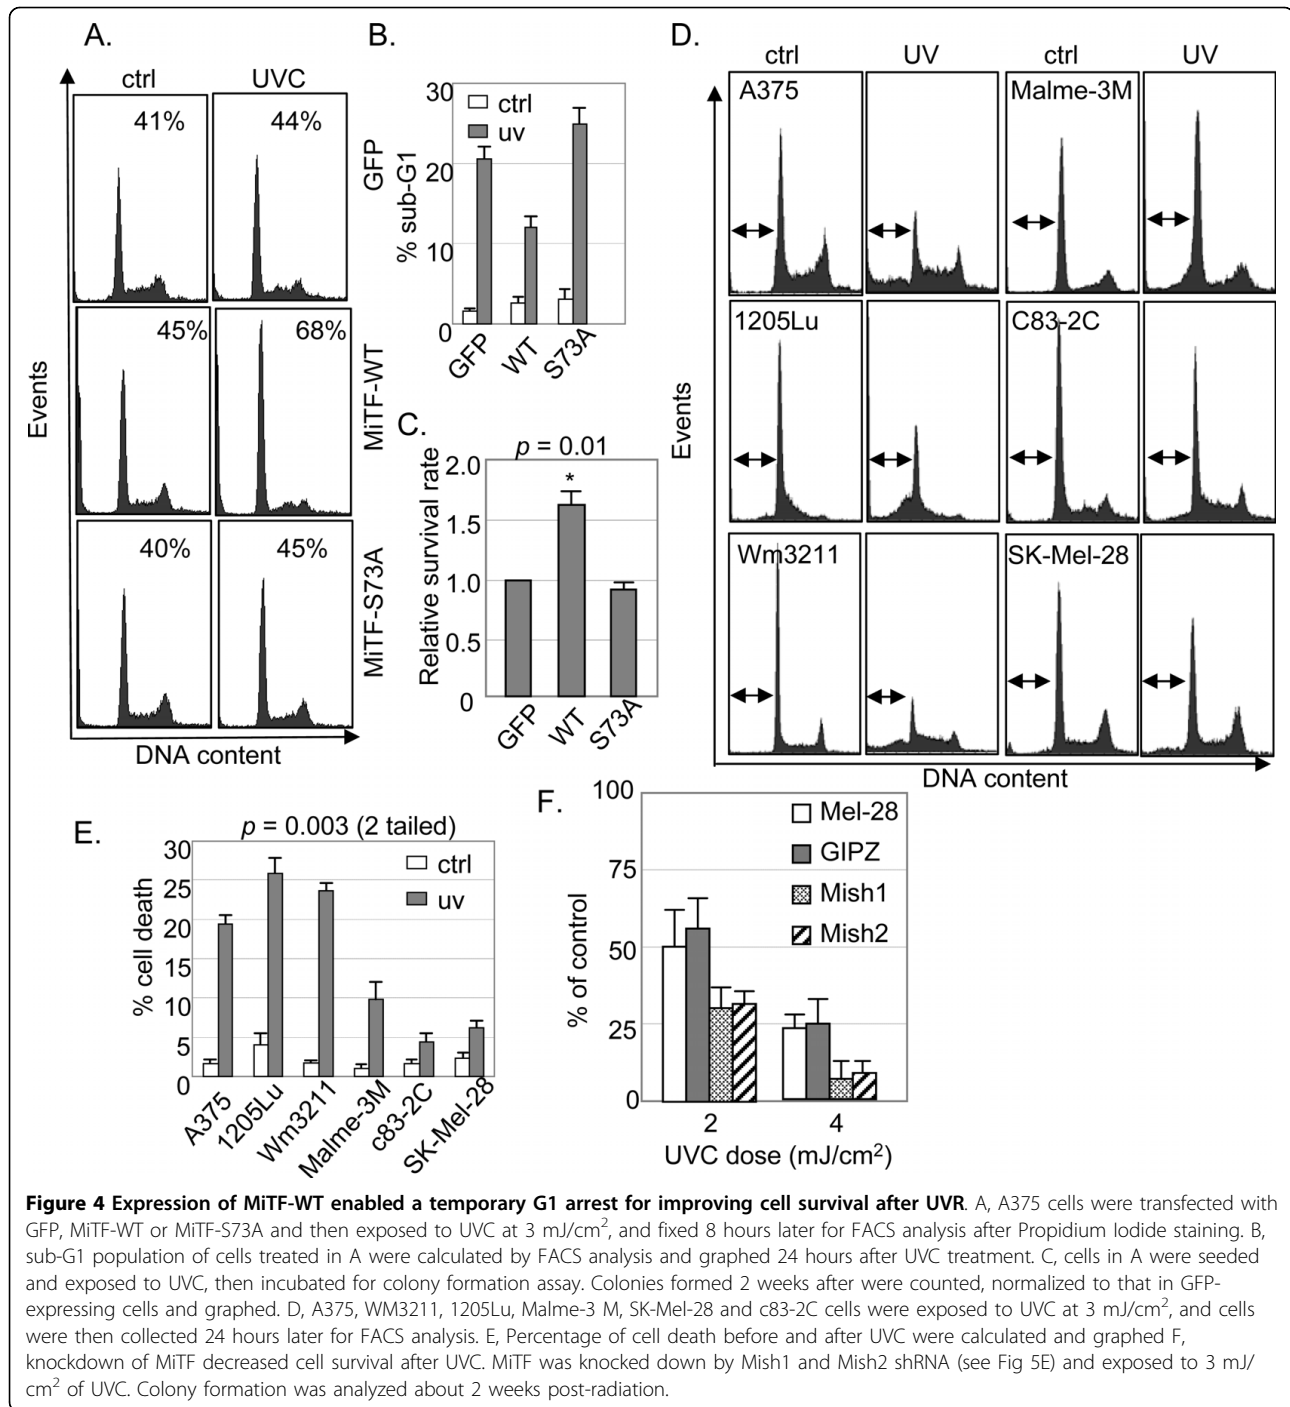 A.
ctrl
UVC
41%
44%
GFP
45%
68%
MiTF-WT
40%
45%
MiTF-S73A
Events
DNA content
B.
30
20
10
0
% sub-G1
ctrl
uv
GFP
WT
S73A
C.
p = 0.01
2.0
1.5
1.0
0.5
0
*
Relative survival rate
GFP
WT
S73A
D.
ctrl
UV
ctrl
UV
A375
Malme-3M
1205Lu
C83-2C
Wm3211
SK-Mel-28
Events
DNA content
E.
p = 0.003 (2 tailed)
30
25
20
15
10
5
0
% cell death
ctrl
uv
A375
1205Lu
Wm3211
Malme-3M
c83-2C
SK-Mel-28
F.
100
75
50
25
0
% of control
Mel-28
GIPZ
Mish1
Mish2
2
4
UVC dose (mJ/cm²)
Figure 4 Expression of MiTF-WT enabled a temporary G1 arrest for improving cell survival after UVR. A, A375 cells were transfected with
GFP, MiTF-WT or MiTF-S73A and then exposed to UVC at 3 mJ/cm², and fixed 8 hours later for FACS analysis after Propidium Iodide staining. B,
sub-G1 population of cells treated in A were calculated by FACS analysis and graphed 24 hours after UVC treatment. C, cells in A were seeded
and exposed to UVC, then incubated for colony formation assay. Colonies formed 2 weeks after were counted, normalized to that in GFP-
expressing cells and graphed. D, A375, WM3211, 1205Lu, Malme-3 M, SK-Mel-28 and c83-2C cells were exposed to UVC at 3 mJ/cm², and cells
were then collected 24 hours later for FACS analysis. E, Percentage of cell death before and after UVC were calculated and graphed F,
knockdown of MiTF decreased cell survival after UVC. MiTF was knocked down by Mish1 and Mish2 shRNA (see Fig 5E) and exposed to 3 mJ/
cm² of UVC. Colony formation was analyzed about 2 weeks post-radiation.